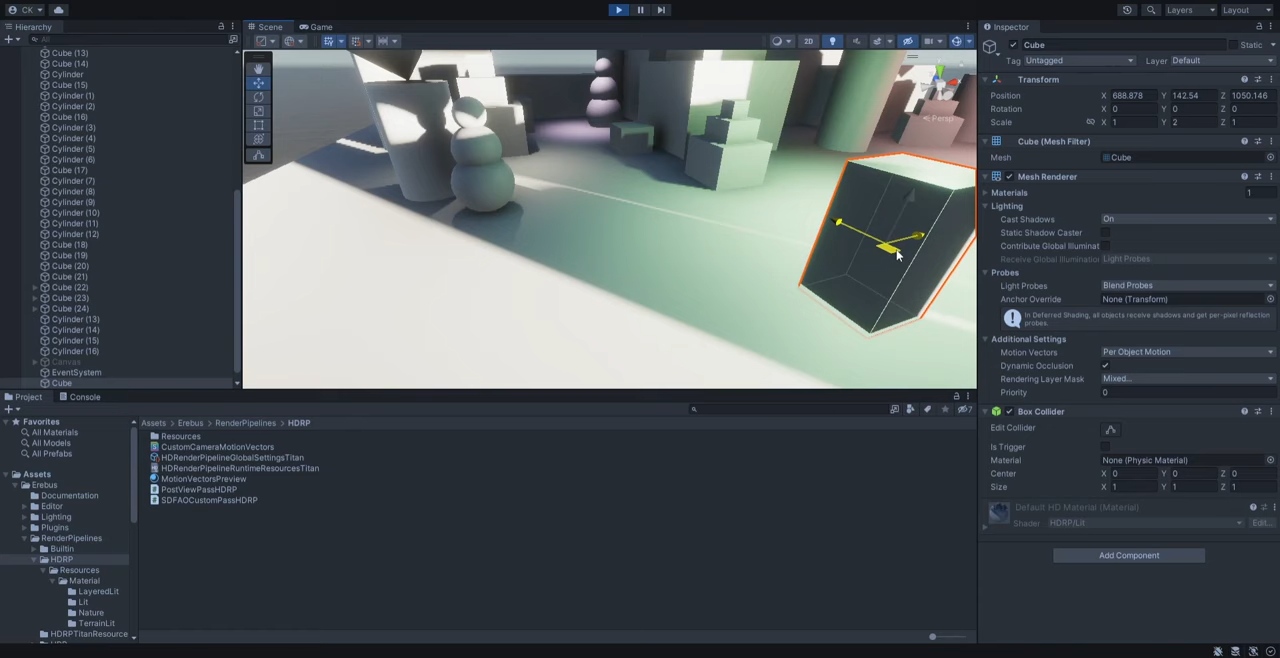 CK
Layers
Layout
Hierarchy
All
Cube (13)
Cube (14)
Cylinder
Cube (15)
Cylinder (1)
Cylinder (2)
Cube (16)
Cylinder (3)
Cylinder (4)
Cylinder (5)
Cylinder (6)
Cube (17)
Cylinder (7)
Cylinder (8)
Cylinder (9)
Cylinder (10)
Cylinder (11)
Cylinder (12)
Cube (18)
Cube (19)
Cube (20)
Cube (21)
Cube (22)
Cube (23)
Cube (24)
Cylinder (13)
Cylinder (14)
Cylinder (15)
Cylinder (16)
Canvas
EventSystem
Cube
Scene
Game
2D
Persp
Inspector
Cube
Static
Tag Untagged
Layer Default
Transform
Position X 688.878 Y 142.54 Z 1050.146
Rotation X 0 Y 0 Z 0
Scale X 1 Y 2 Z 1
Cube (Mesh Filter)
Mesh Cube
Mesh Renderer
Materials 1
Lighting
Cast Shadows On
Static Shadow Caster
Contribute Global Illuminat
Receive Global Illumination Light Probes
Probes
Light Probes Blend Probes
Anchor Override None (Transform)
In Deferred Shading, all objects receive shadows and get per-pixel reflection
probes.
Additional Settings
Motion Vectors Per Object Motion
Dynamic Occlusion
Rendering Layer Mask Mixed...
Priority 0
Box Collider
Edit Collider
Is Trigger
Material None (Physic Material)
Center X 0 Y 0 Z 0
Size X 1 Y 1 Z 1
Default HD Material (Material)
Shader HDRP/Lit Edit...
Add Component
Project
Console
7
Favorites
All Materials
All Models
All Prefabs
Assets
Erebus
Documentation
Editor
Lighting
Plugins
RenderPipelines
Builtin
HDRP
Resources
Material
LayeredLit
Lit
Nature
TerrainLit
HDRPTitanResource
Assets > Erebus > RenderPipelines > HDRP
Resources
CustomCameraMotionVectors
HDRenderPipelineGlobalSettingsTitan
HDRenderPipelineRuntimeResourcesTitan
MotionVectorsPreview
PostViewPassHDRP
SDFAOCustomPassHDRP